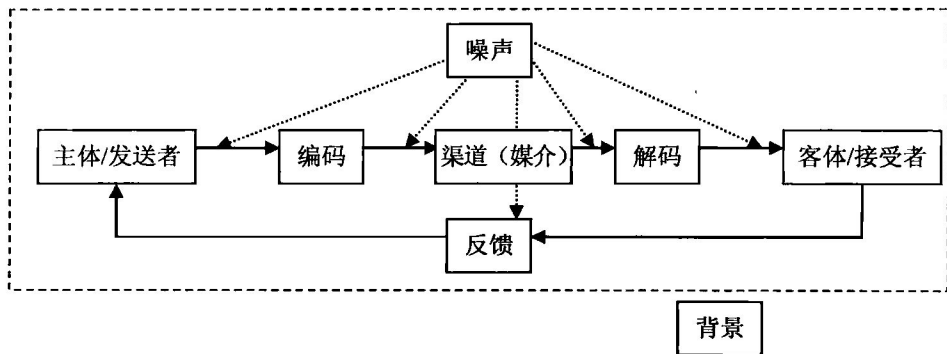 噪声
主体/发送者
编码
渠道（媒介）
解码
客体/接受者
反馈
背景